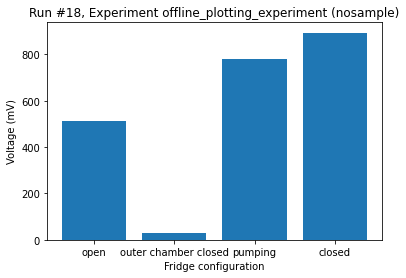 Run #18, Experiment offline_plotting_experiment (nosample)
800
600
400
200
0
Voltage (mV)
open outer chamber closed pumping closed
Fridge configuration